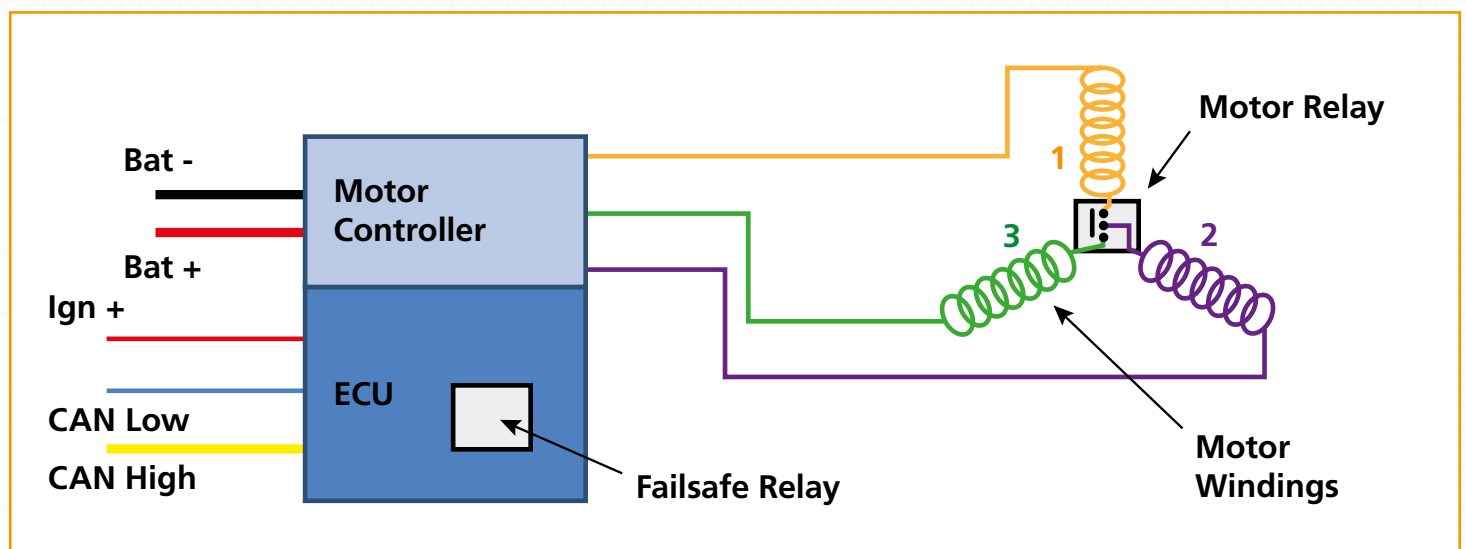 Motor Relay
Bat -
1
Motor
Controller
3
2
Bat +
Ign +
ECU
CAN Low
CAN High
Failsafe Relay
Motor
Windings